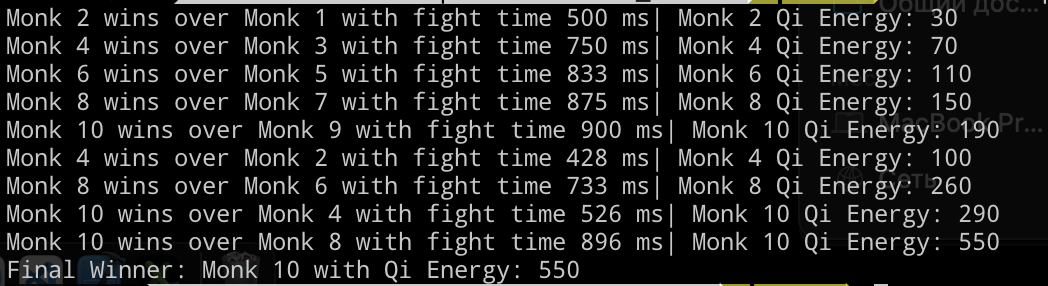 Monk 2 wins over Monk 1 with fight time 500 ms| Monk 2 Qi Energy: 30
Monk 4 wins over Monk 3 with fight time 750 ms| Monk 4 Qi Energy: 70
Monk 6 wins over Monk 5 with fight time 833 ms| Monk 6 Qi Energy: 110
Monk 8 wins over Monk 7 with fight time 875 ms| Monk 8 Qi Energy: 150
Monk 10 wins over Monk 9 with fight time 900 ms| Monk 10 Qi Energy: 190
Monk 4 wins over Monk 2 with fight time 428 ms| Monk 4 Qi Energy: 100
Monk 8 wins over Monk 6 with fight time 733 ms| Monk 8 Qi Energy: 260
Monk 10 wins over Monk 4 with fight time 526 ms| Monk 10 Qi Energy: 290
Monk 10 wins over Monk 8 with fight time 896 ms| Monk 10 Qi Energy: 550
Final Winner: Monk 10 with Qi Energy: 550
Общий дос...
MacBook Pr...
Сеть